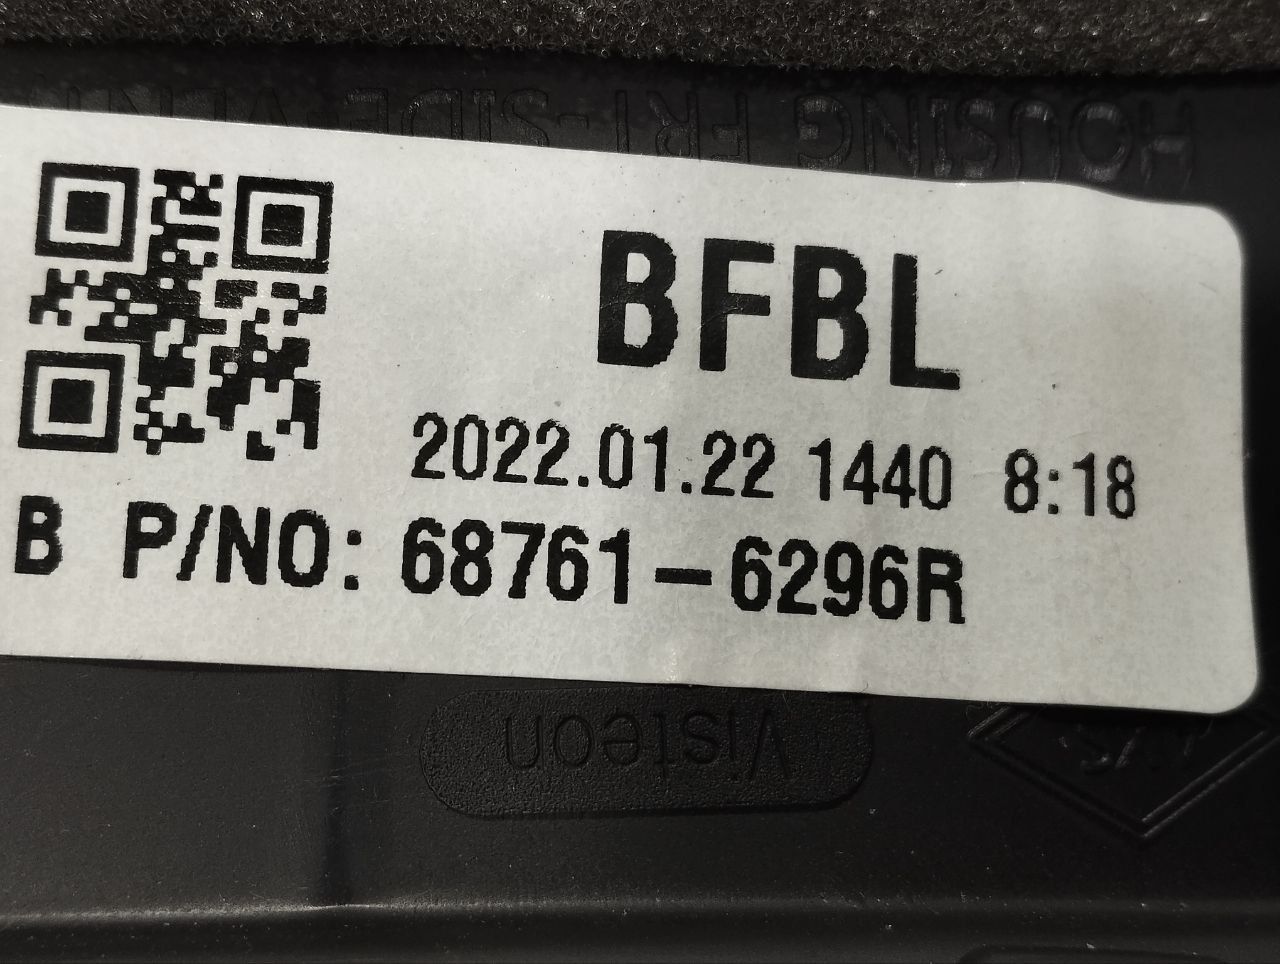 HOUSING FRT-SIDE VENT
BFBL
2022.01.22 1440 8:18
B P/NO: 68761-6296R
Visteon